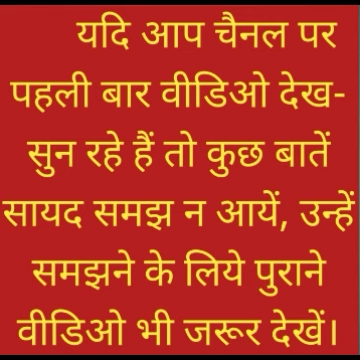 यदि आप चैनल पर
पहली बार वीडिओ देख-
सुन रहे हैं तो कुछ बातें
सायद समझ न आयें, उन्हें
समझने के लिये पुराने
वीडिओ भी जरूर देखें।